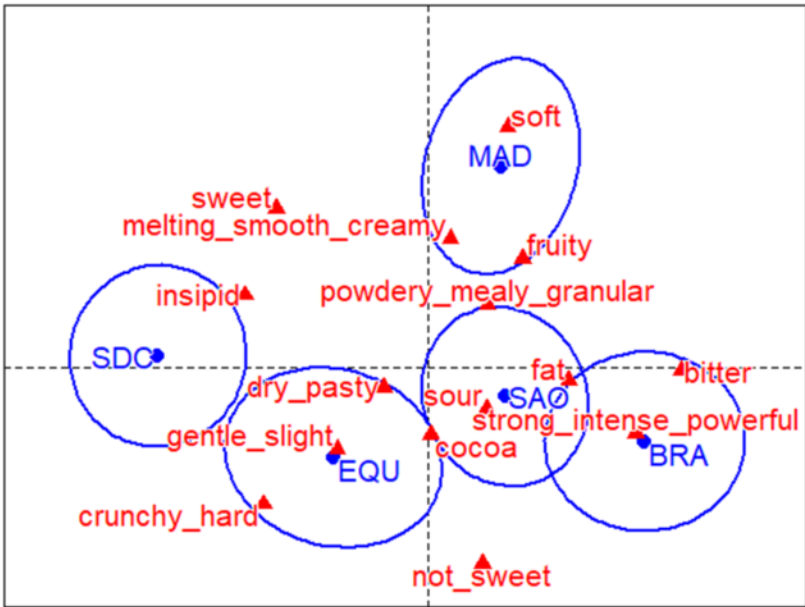 soft
MAD
sweet
melting_smooth_creamy
fruity
insipid
powdery_mealy_granular
SDC
fat
bitter
dry_pasty
sour
SAO
strong_intense_powerful
gentle_slight
cocoa
BRA
EQU
crunchy_hard
not_sweet